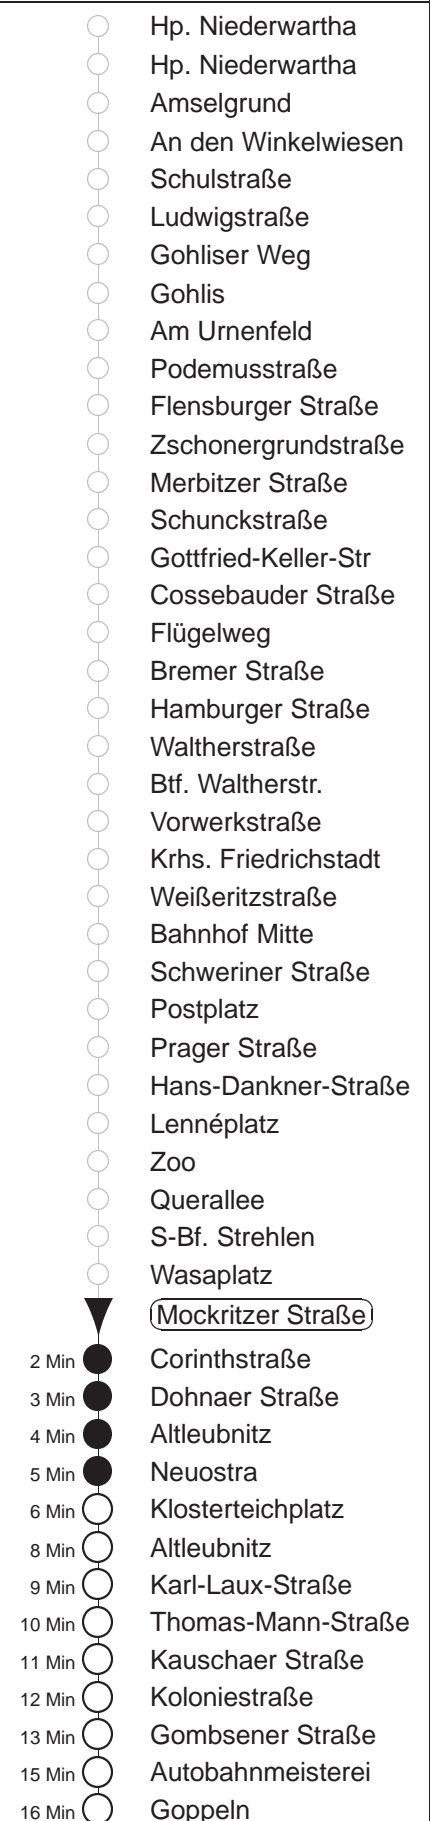 Hp. Niederwartha
Hp. Niederwartha
Amselgrund
An den Winkelwiesen
Schulstraße
Ludwigstraße
Gohliser Weg
Gohlis
Am Urnenfeld
Podemusstraße
Flensburger Straße
Zschonergrundstraße
Merbitzer Straße
Schunckstraße
Gottfried-Keller-Str
Cossebauder Straße
Flügelweg
Bremer Straße
Hamburger Straße
Waltherstraße
Btf. Waltherstr.
Vorwerkstraße
Krhs. Friedrichstadt
Weißeritzstraße
Bahnhof Mitte
Schweriner Straße
Postplatz
Prager Straße
Hans-Dankner-Straße
Lennéplatz
Zoo
Querallee
S-Bf. Strehlen
Wasaplatz
Mockritzer Straße
2 Min Corinthstraße
3 Min Dohnaer Straße
4 Min Altleubnitz
5 Min Neuostra
6 Min Klosterteichplatz
8 Min Altleubnitz
9 Min Karl-Laux-Straße
10 Min Thomas-Mann-Straße
11 Min Kauschaer Straße
12 Min Koloniestraße
13 Min Gombsener Straße
15 Min Autobahnmeisterei
16 Min Goppeln